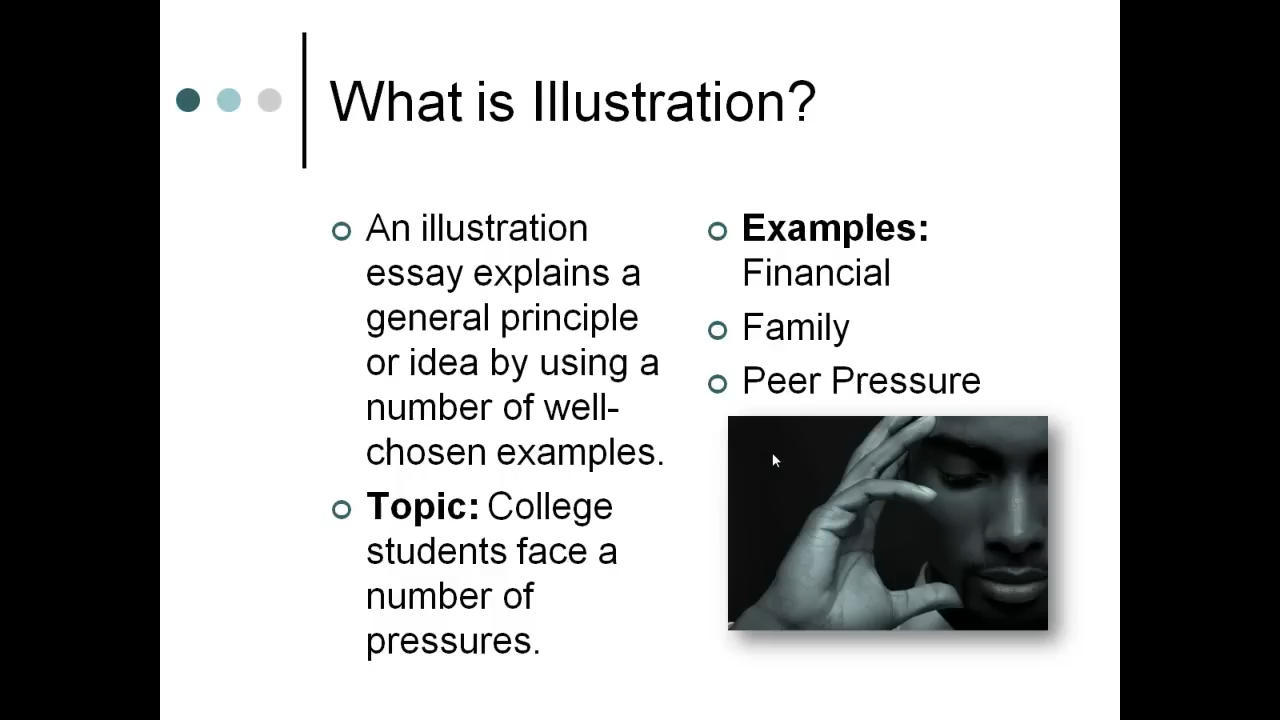 What is Illustration?
An illustration
essay explains a
general principle
or idea by using a
number of well-
chosen examples.
Topic: College
students face a
number of
pressures.
Examples:
Financial
Family
Peer Pressure